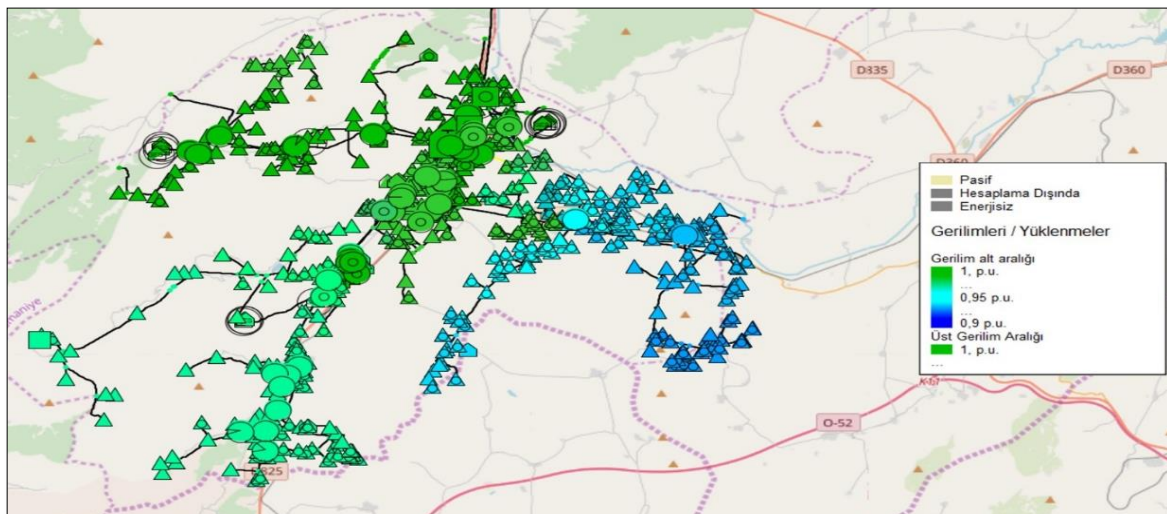 D335
D360
D360
Pasif
Hesaplama Dışında
Enerjisiz
Gerilimleri / Yüklenmeler
Gerilim alt aralığı
1, p.u.
...
0,95 p.u.
...
0,9 p.u.
Üst Gerilim Aralığı
1, p.u.
...
O-52